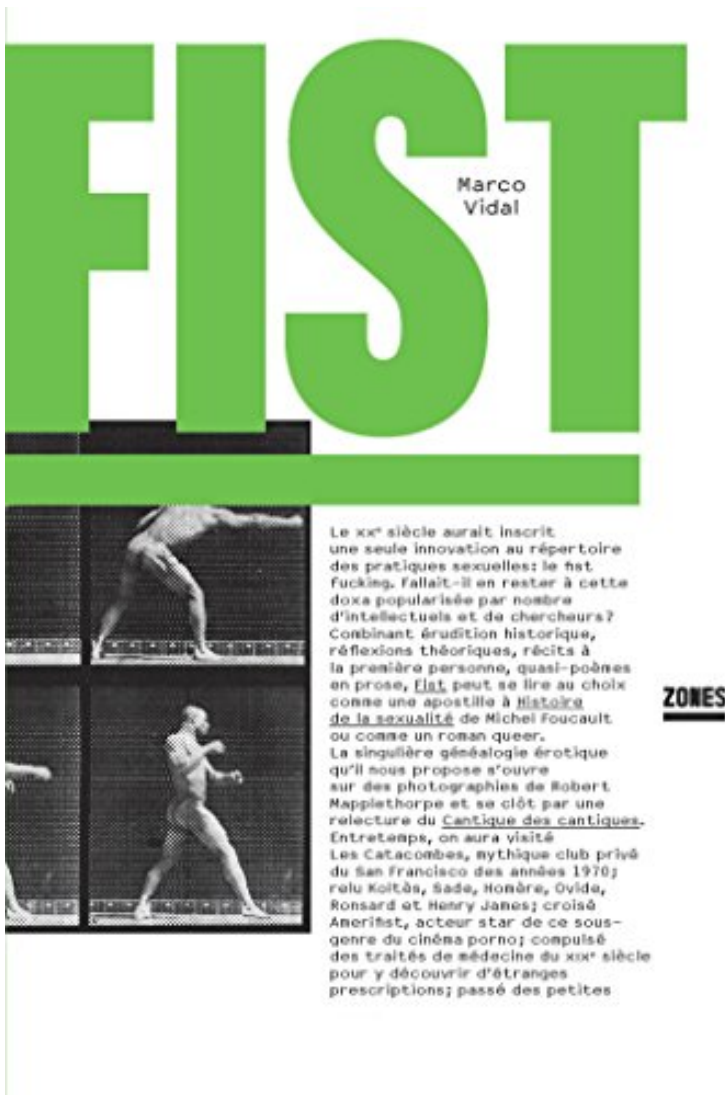 FIST
Marco
Vidal
Le XXᵉ siècle aurait inscrit
une seule innovation au répertoire
des pratiques sexuelles: le fist
fucking. Fallait-il en rester à cette
doxa popularisée par nombre
d'intellectuels et de chercheurs?
Combinant érudition historique,
réflexions théoriques, récits à
la première personne, quasi-poèmes
en prose, Fist peut se lire au choix
comme une apostille à Histoire
de la sexualité de Michel Foucault
ou comme un roman queer.
La singulière généalogie érotique
qu'il nous propose s'ouvre
sur des photographies de Robert
Mapplethorpe et se clôt par une
relecture du Cantique des cantiques.
Entretemps, on aura visité
Les Catacombes, mythique club privé
du San Francisco des années 1970;
relu Koltès, Sade, Homère, Ovide,
Ronsard et Henry James; croisé
Amerifist, acteur star de ce sous-
genre du cinéma porno; compulsé
des traités de médecine du XIXᵉ siècle
pour y découvrir d'étranges
prescriptions; passé des petites
ZONES